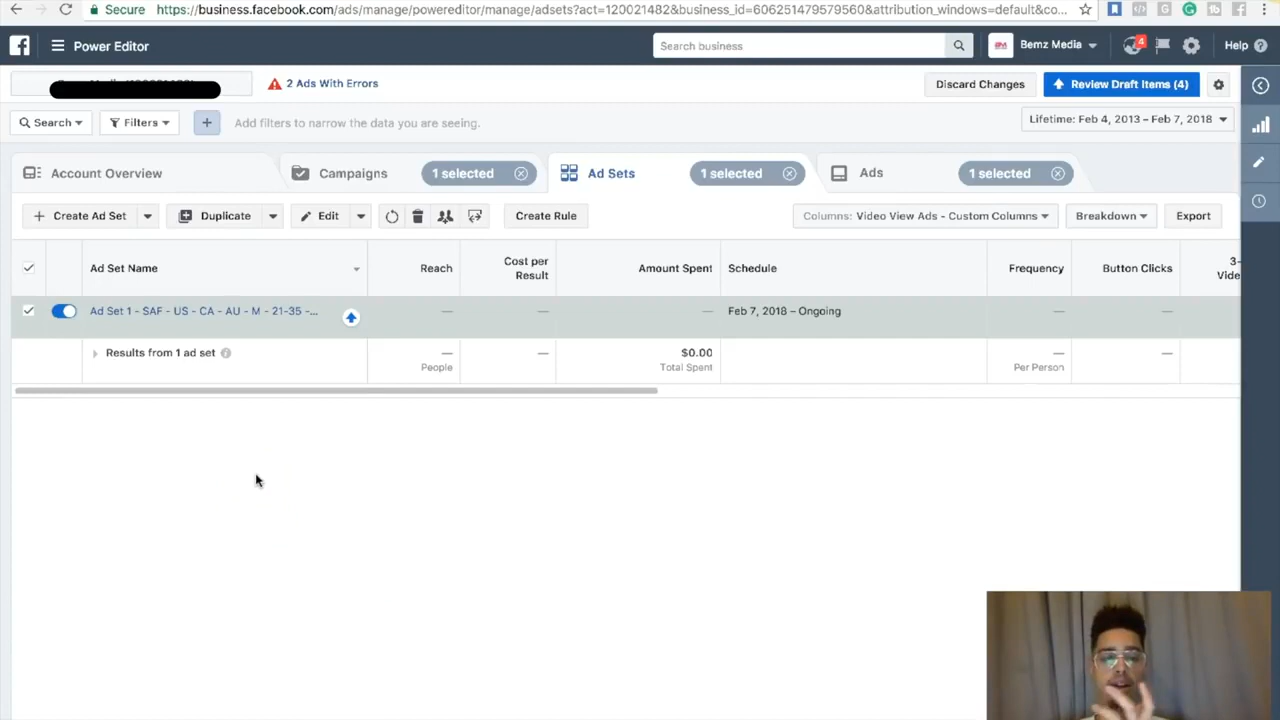 Secure https://business.facebook.com/ads/manage/powereditor/manage/adsets?act=120021482&business_id=606251479579560&attribution_windows=default&co...
Power Editor
Search business
Bemz Media
4
Help
2 Ads With Errors
Discard Changes
Review Draft Items (4)
Search
Filters
+
Add filters to narrow the data you are seeing.
Lifetime: Feb 4, 2013 – Feb 7, 2018
Account Overview
Campaigns
1 selected
Ad Sets
1 selected
Ads
1 selected
+ Create Ad Set
Duplicate
Edit
Create Rule
Columns: Video View Ads - Custom Columns
Breakdown
Export
Ad Set Name
Reach
Cost per
Result
Amount Spent
Schedule
Frequency
Button Clicks
3-
Vide
Ad Set 1 - SAF - US - CA - AU - M - 21-35 -...
—
—
—
Feb 7, 2018 – Ongoing
—
—
Results from 1 ad set
—
People
—
$0.00
Total Spent
—
Per Person
—